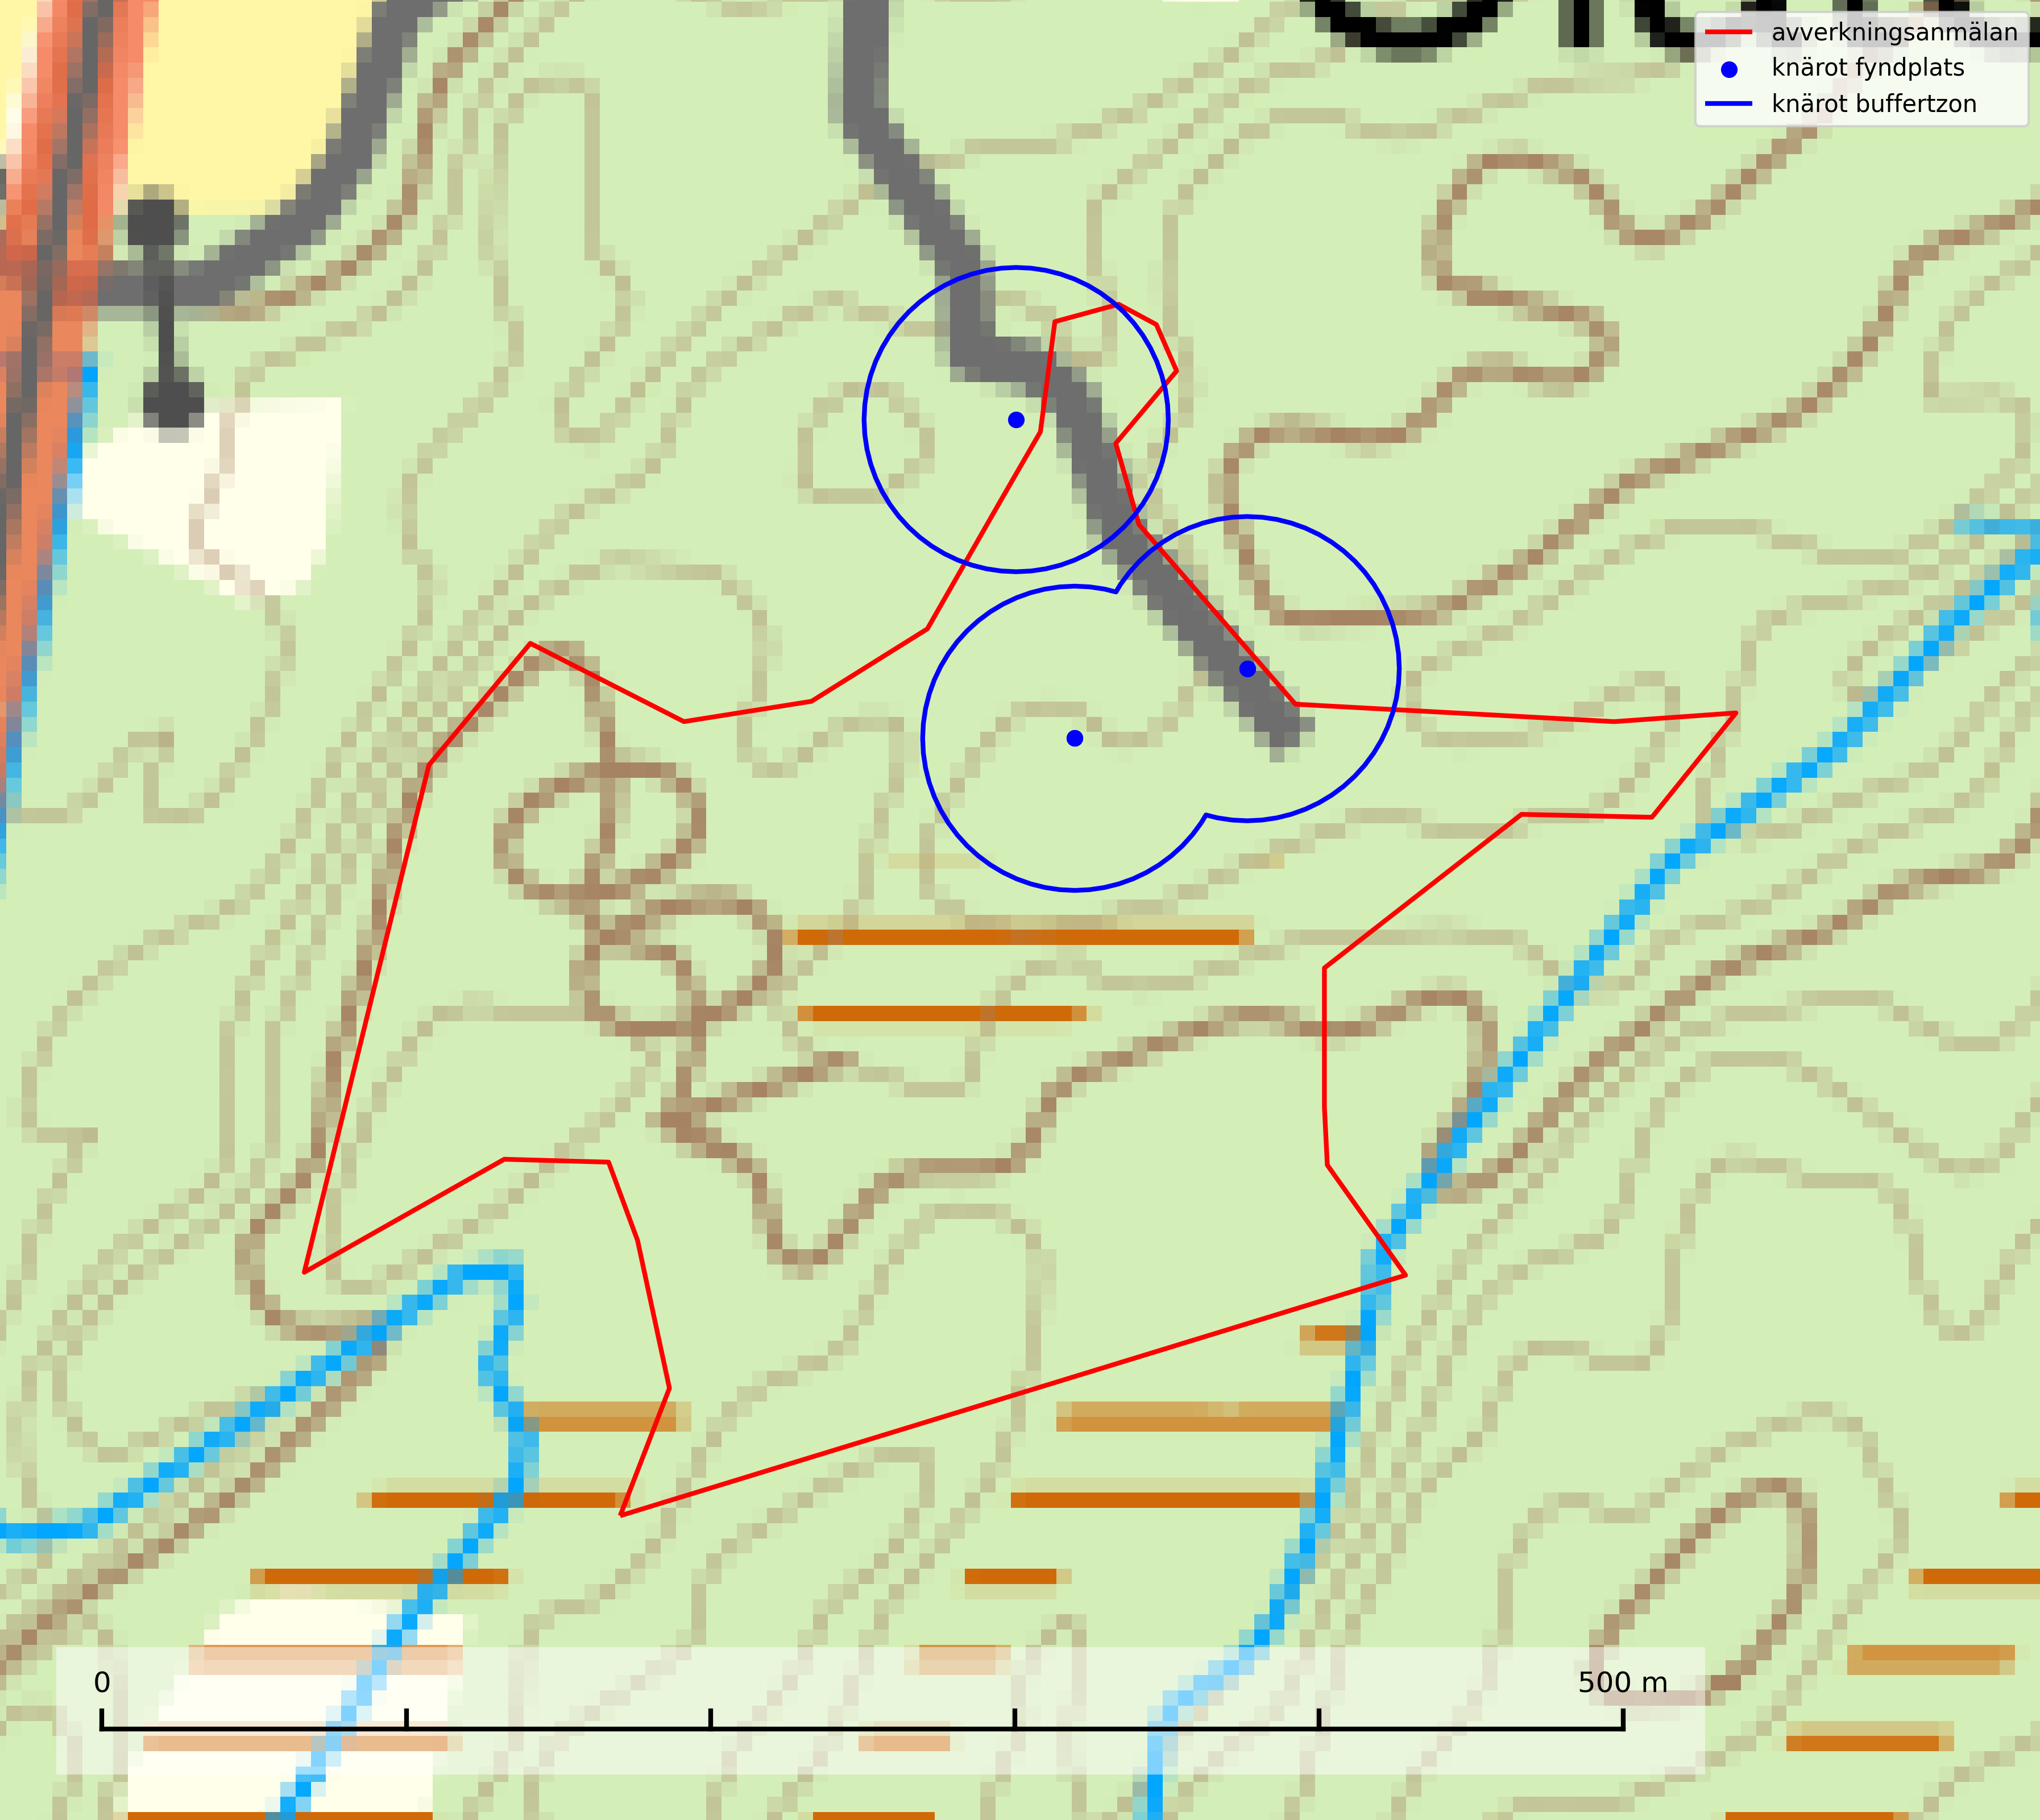 avverkningsanmälan
knärot fyndplats
knärot buffertzon
0
500 m